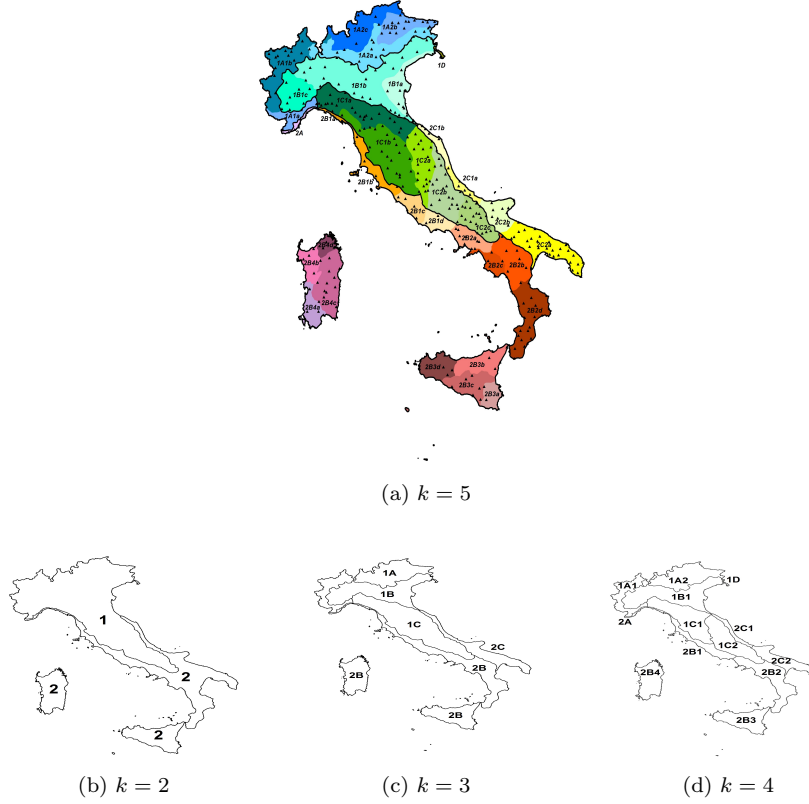 1A2c
1A2b
1A2a
1D
1A1b
1B1b
1B1a
1B1c
1C1a
1A1a
2B1a
2A
2C1b
1C1b
1C2a
2B1b
2C1a
1C2b
2B1c
2B1d
2C2b
1C2c
2B2a
2C2a
2B4d
2B4b
2B2c
2B2b
2B4a
2B4c
2B2d
2B3d
2B3b
2B3c
2B3a
(a) k = 5
1
2
2
2
(b) k = 2
1A
1B
1C
2C
2B
2B
2B
(c) k = 3
1A1
1A2
1D
1B1
2A
1C1
2C1
2B1
1C2
2C2
2B4
2B2
2B3
(d) k = 4